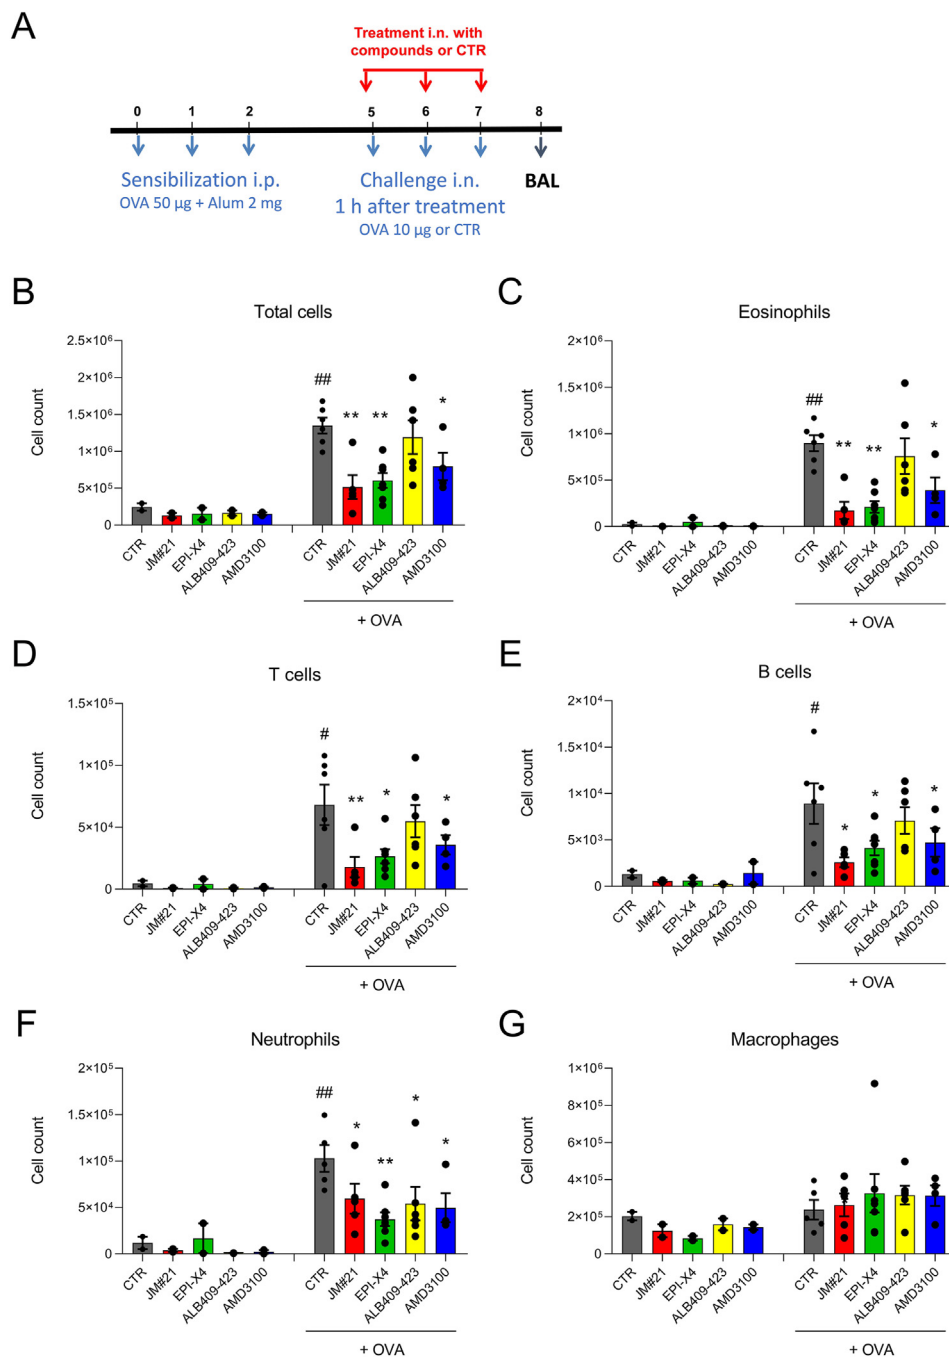 A
Treatment i.n. with
compounds or CTR
0 1 2 5 6 7 8
Sensibilization i.p.
OVA 50 µg + Alum 2 mg
Challenge i.n.
1 h after treatment
OVA 10 µg or CTR
BAL
B
Total cells
Cell count
2.5×10⁶
2×10⁶
1.5×10⁶
1×10⁶
5×10⁵
0
## ** ** *
CTR JM#21 EPI-X4 ALB409-423 AMD3100 CTR JM#21 EPI-X4 ALB409-423 AMD3100
+ OVA
C
Eosinophils
Cell count
2×10⁶
1.5×10⁶
1×10⁶
5×10⁵
0
## ** ** *
CTR JM#21 EPI-X4 ALB409-423 AMD3100 CTR JM#21 EPI-X4 ALB409-423 AMD3100
+ OVA
D
T cells
Cell count
1.5×10⁵
1×10⁵
5×10⁴
0
# ** * *
CTR JM#21 EPI-X4 ALB409-423 AMD3100 CTR JM#21 EPI-X4 ALB409-423 AMD3100
+ OVA
E
B cells
Cell count
2×10⁴
1.5×10⁴
1×10⁴
5×10³
0
# * * *
CTR JM#21 EPI-X4 ALB409-423 AMD3100 CTR JM#21 EPI-X4 ALB409-423 AMD3100
+ OVA
F
Neutrophils
Cell count
2×10⁵
1.5×10⁵
1×10⁵
5×10⁴
0
## * ** * *
CTR JM#21 EPI-X4 ALB409-423 AMD3100 CTR JM#21 EPI-X4 ALB409-423 AMD3100
+ OVA
G
Macrophages
Cell count
1×10⁶
8×10⁵
6×10⁵
4×10⁵
2×10⁵
0
CTR JM#21 EPI-X4 ALB409-423 AMD3100 CTR JM#21 EPI-X4 ALB409-423 AMD3100
+ OVA